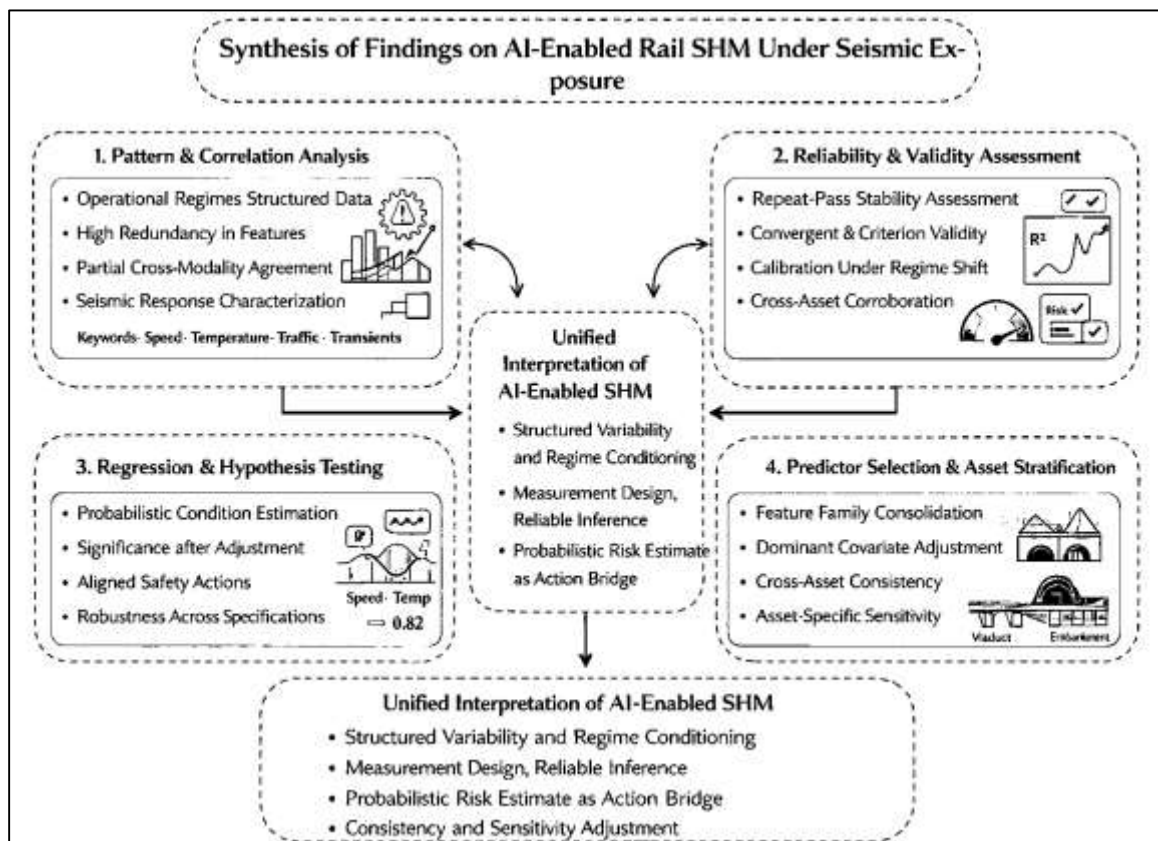 Synthesis of Findings on AI-Enabled Rail SHM Under Seismic Ex-
posure
1. Pattern & Correlation Analysis
• Operational Regimes Structured Data
• High Redundancy in Features
• Partial Cross-Modality Agreement
• Seismic Response Characterization
Keywords· Speed · Temperature · Traffic · Transients
2. Reliability & Validity Assessment
• Repeat-Pass Stability Assessment
• Convergent & Criterion Validity
• Calibration Under Regime Shift
• Cross-Asset Corroboration
R²
Risk ✓
Unified
Interpretation of
AI-Enabled SHM
• Structured Variability
and Regime Conditioning
• Measurement Design,
Reliable Inference
• Probabilistic Risk Estimate
as Action Bridge
3. Regression & Hypothesis Testing
• Probabilistic Condition Estimation
• Significance after Adjustment
• Aligned Safety Actions
• Robustness Across Specifications
Speed · Temp
0.82
4. Predictor Selection & Asset Stratification
• Feature Family Consolidation
• Dominant Covariate Adjustment
• Cross-Asset Consistency
• Asset-Specific Sensitivity
Viaduct Embankment
Unified Interpretation of AI-Enabled SHM
• Structured Variability and Regime Conditioning
• Measurement Design, Reliable Inference
• Probabilistic Risk Estimate as Action Bridge
• Consistency and Sensitivity Adjustment